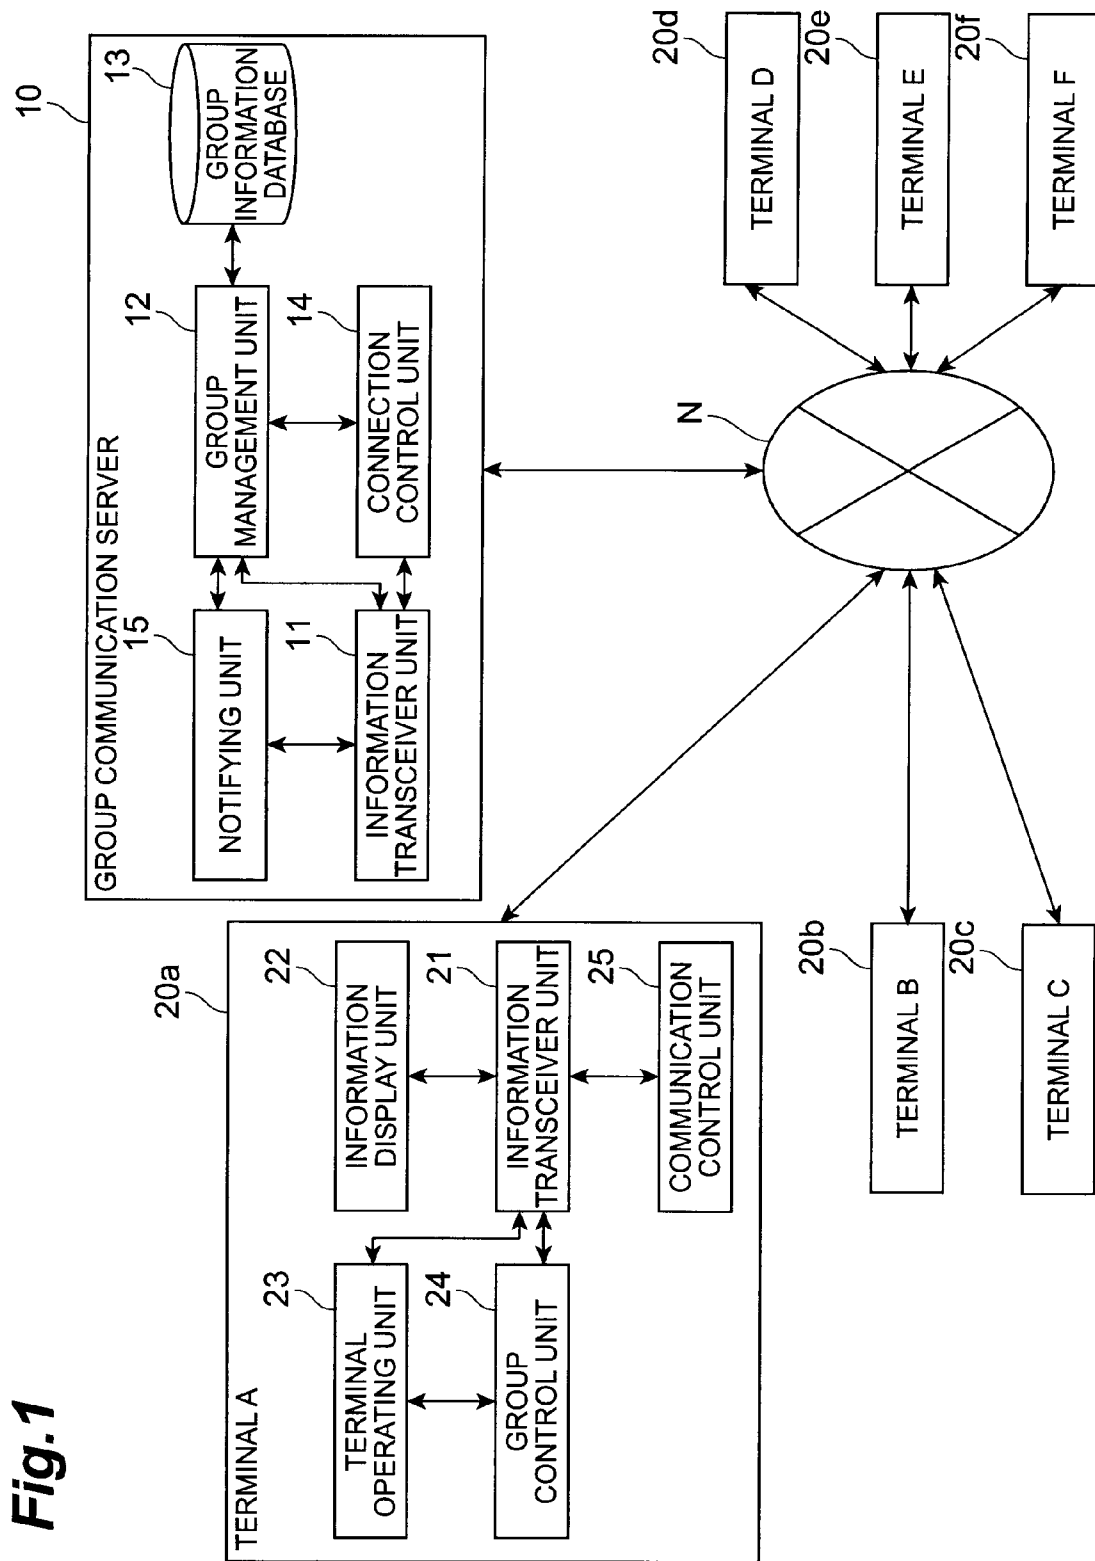 Fig.1
GROUP COMMUNICATION SERVER
10
15
NOTIFYING UNIT
12
GROUP
MANAGEMENT UNIT
13
GROUP
INFORMATION
DATABASE
11
INFORMATION
TRANSCEIVER UNIT
14
CONNECTION
CONTROL UNIT
TERMINAL A
20a
23
TERMINAL
OPERATING UNIT
22
INFORMATION
DISPLAY UNIT
24
GROUP
CONTROL UNIT
21
INFORMATION
TRANSCEIVER UNIT
25
COMMUNICATION
CONTROL UNIT
N
20b
TERMINAL B
20c
TERMINAL C
20d
TERMINAL D
20e
TERMINAL E
20f
TERMINAL F